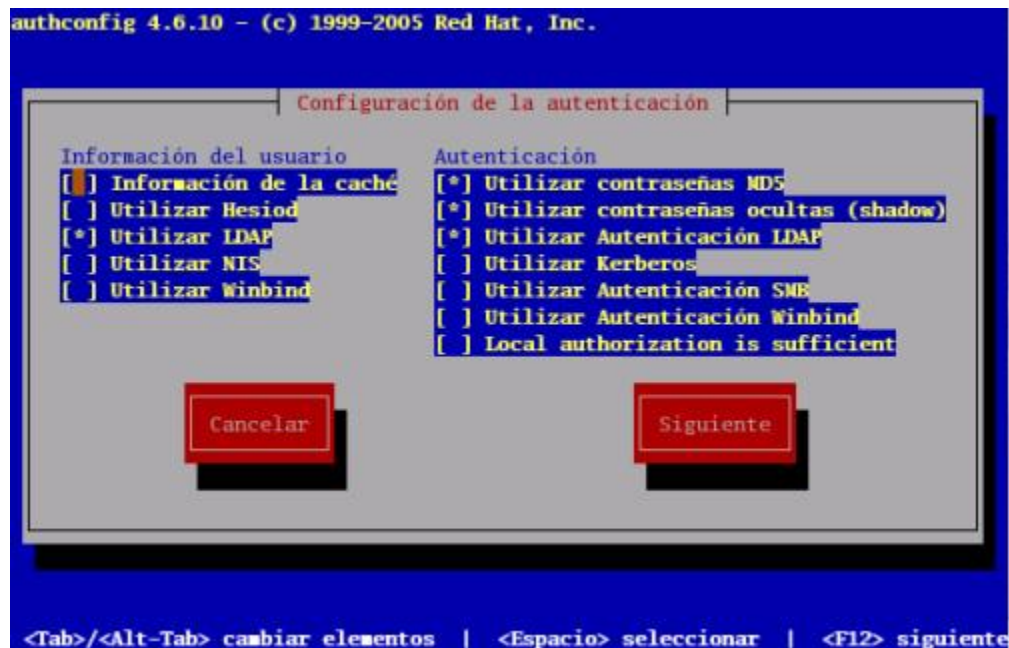 authconfig 4.6.10 - (c) 1999-2005 Red Hat, Inc.
Configuración de la autenticación
Información del usuario
[ ] Información de la caché
[ ] Utilizar Hesiod
[*] Utilizar LDAP
[ ] Utilizar NIS
[ ] Utilizar Winbind
Autenticación
[*] Utilizar contraseñas MD5
[*] Utilizar contraseñas ocultas (shadow)
[*] Utilizar Autenticación LDAP
[ ] Utilizar Kerberos
[ ] Utilizar Autenticación SMB
[ ] Utilizar Autenticación Winbind
[ ] Local authorization is sufficient
Cancelar
Siguiente
<Tab>/<Alt-Tab> cambiar elementos | <Espacio> seleccionar | <F12> siguiente